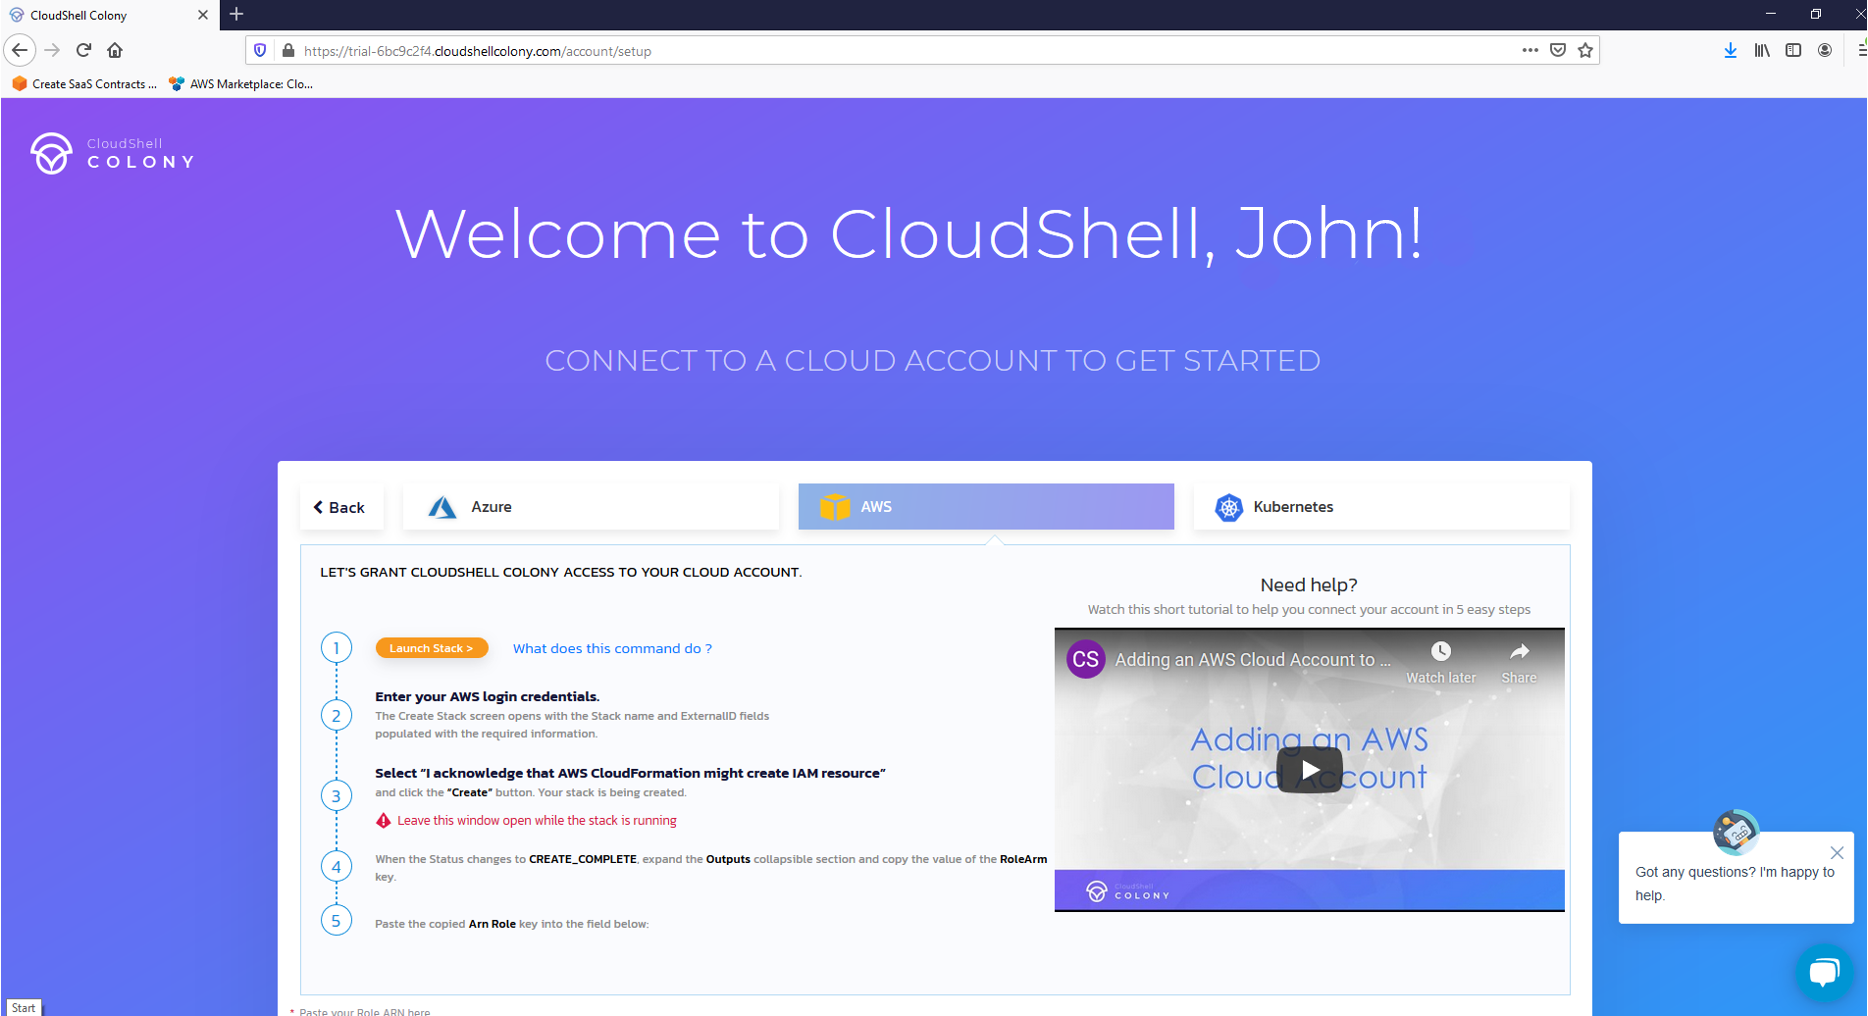 CloudShell Colony
https://trial-6bc9c2f4.cloudshellcolony.com/account/setup
Create SaaS Contracts ...
AWS Marketplace: Clo...
CloudShell
COLONY
Welcome to CloudShell, John!
CONNECT TO A CLOUD ACCOUNT TO GET STARTED
Back
Azure
AWS
Kubernetes
LET'S GRANT CLOUDSHELL COLONY ACCESS TO YOUR CLOUD ACCOUNT.
1
Launch Stack >
What does this command do ?
2
Enter your AWS login credentials.
The Create Stack screen opens with the Stack name and ExternalID fields
populated with the required information.
3
Select “I acknowledge that AWS CloudFormation might create IAM resource”
and click the “Create” button. Your stack is being created.
Leave this window open while the stack is running
4
When the Status changes to CREATE_COMPLETE, expand the Outputs collapsible section and copy the value of the RoleArm
key.
5
Paste the copied Arn Role key into the field below:
* Paste your Role ARN here
Need help?
Watch this short tutorial to help you connect your account in 5 easy steps
CS
Adding an AWS Cloud Account to ...
Watch later
Share
Adding an AWS
Cloud Account
CloudShell
COLONY
Got any questions? I'm happy to
help.
Start